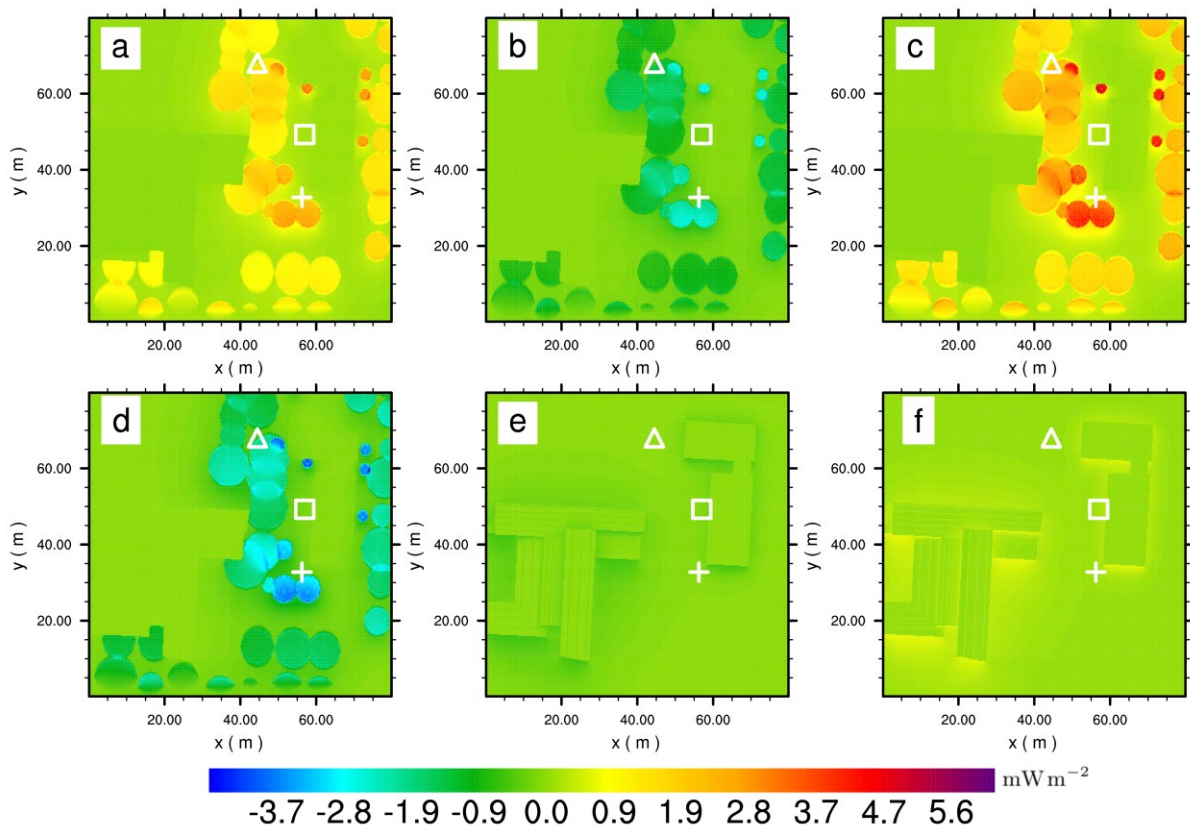 a b c
60.00 60.00 60.00
y ( m ) y ( m ) y ( m )
40.00 40.00 40.00
20.00 20.00 20.00
20.00 40.00 60.00 20.00 40.00 60.00 20.00 40.00 60.00
x ( m ) x ( m ) x ( m )
d e f
60.00 60.00 60.00
y ( m ) y ( m ) y ( m )
40.00 40.00 40.00
20.00 20.00 20.00
20.00 40.00 60.00 20.00 40.00 60.00 20.00 40.00 60.00
x ( m ) x ( m ) x ( m )
mWm⁻²
-3.7 -2.8 -1.9 -0.9 0.0 0.9 1.9 2.8 3.7 4.7 5.6